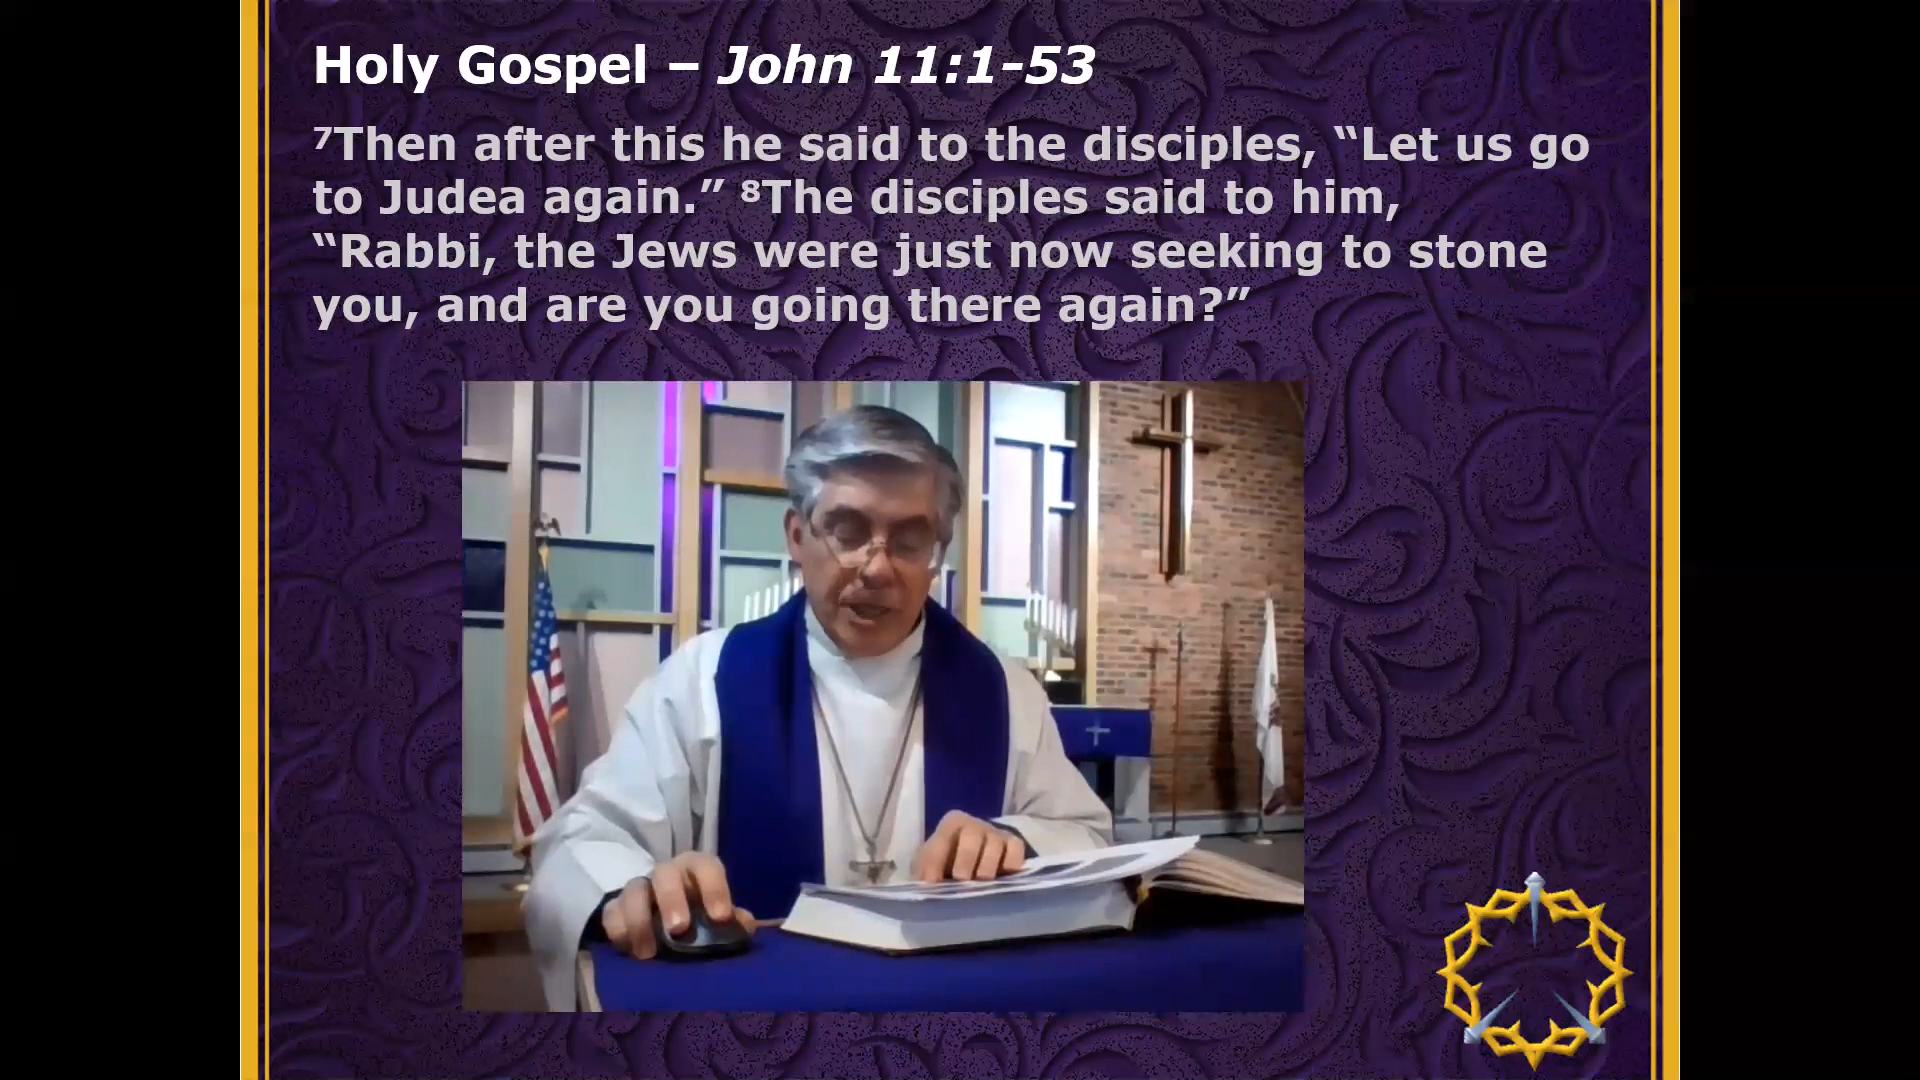 Holy Gospel – John 11:1-53
⁷Then after this he said to the disciples, “Let us go
to Judea again.” ⁸The disciples said to him,
“Rabbi, the Jews were just now seeking to stone
you, and are you going there again?”